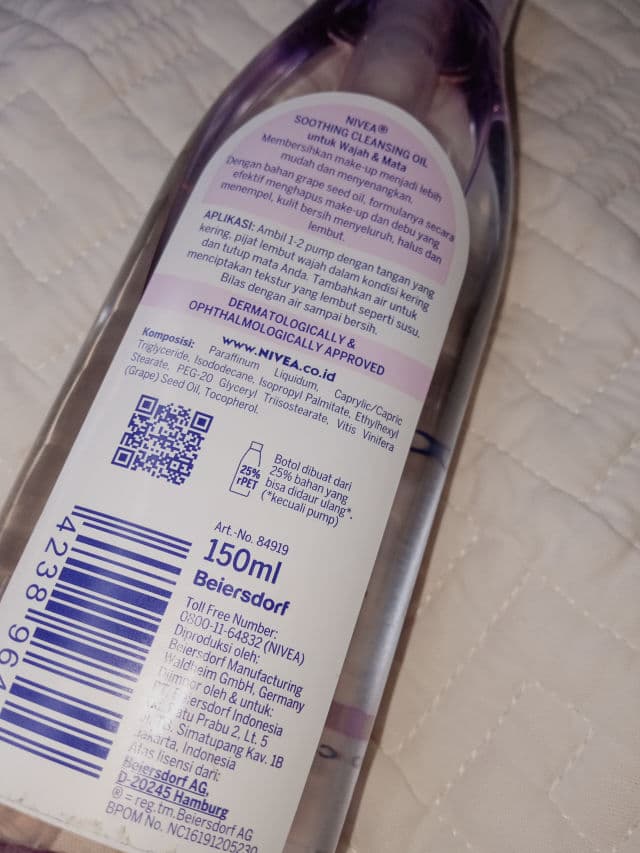 NIVEA®
SOOTHING CLEANSING OIL
untuk Wajah & Mata
Membersihkan make-up menjadi lebih
mudah dan menyenangkan.
Dengan bahan grape seed oil, formulanya secara
efektif menghapus make-up dan debu yang
menempel, kulit bersih menyeluruh, halus dan
lembut.
APLIKASI: Ambil 1-2 pump dengan tangan yang
kering, pijat lembut wajah dalam kondisi kering
dan tutup mata Anda. Tambahkan air untuk
menciptakan tekstur yang lembut seperti susu.
Bilas dengan air sampai bersih.
DERMATOLOGICALLY &
OPHTHALMOLOGICALLY APPROVED
www.NIVEA.co.id
Komposisi: Paraffinum Liquidum, Caprylic/Capric
Triglyceride, Isododecane, Isopropyl Palmitate, Ethylhexyl
Stearate, PEG-20 Glyceryl Triisostearate, Vitis Vinifera
(Grape) Seed Oil, Tocopherol.
25%
rPET
Botol dibuat dari
25% bahan yang
bisa didaur ulang*.
(*kecuali pump)
Art.-No. 84919
150ml
Beiersdorf
Toll Free Number:
0800-11-64832 (NIVEA)
Diproduksi oleh:
Beiersdorf Manufacturing
Waldheim GmbH, Germany
Diimpor oleh & untuk:
Beiersdorf Indonesia
Prabu 2, Lt. 5
Simatupang Kav. 1B
Jakarta, Indonesia
Atas lisensi dari:
Beiersdorf AG,
D-20245 Hamburg
® = reg.tm.Beiersdorf AG
BPOM No. NC16191205230
4238964